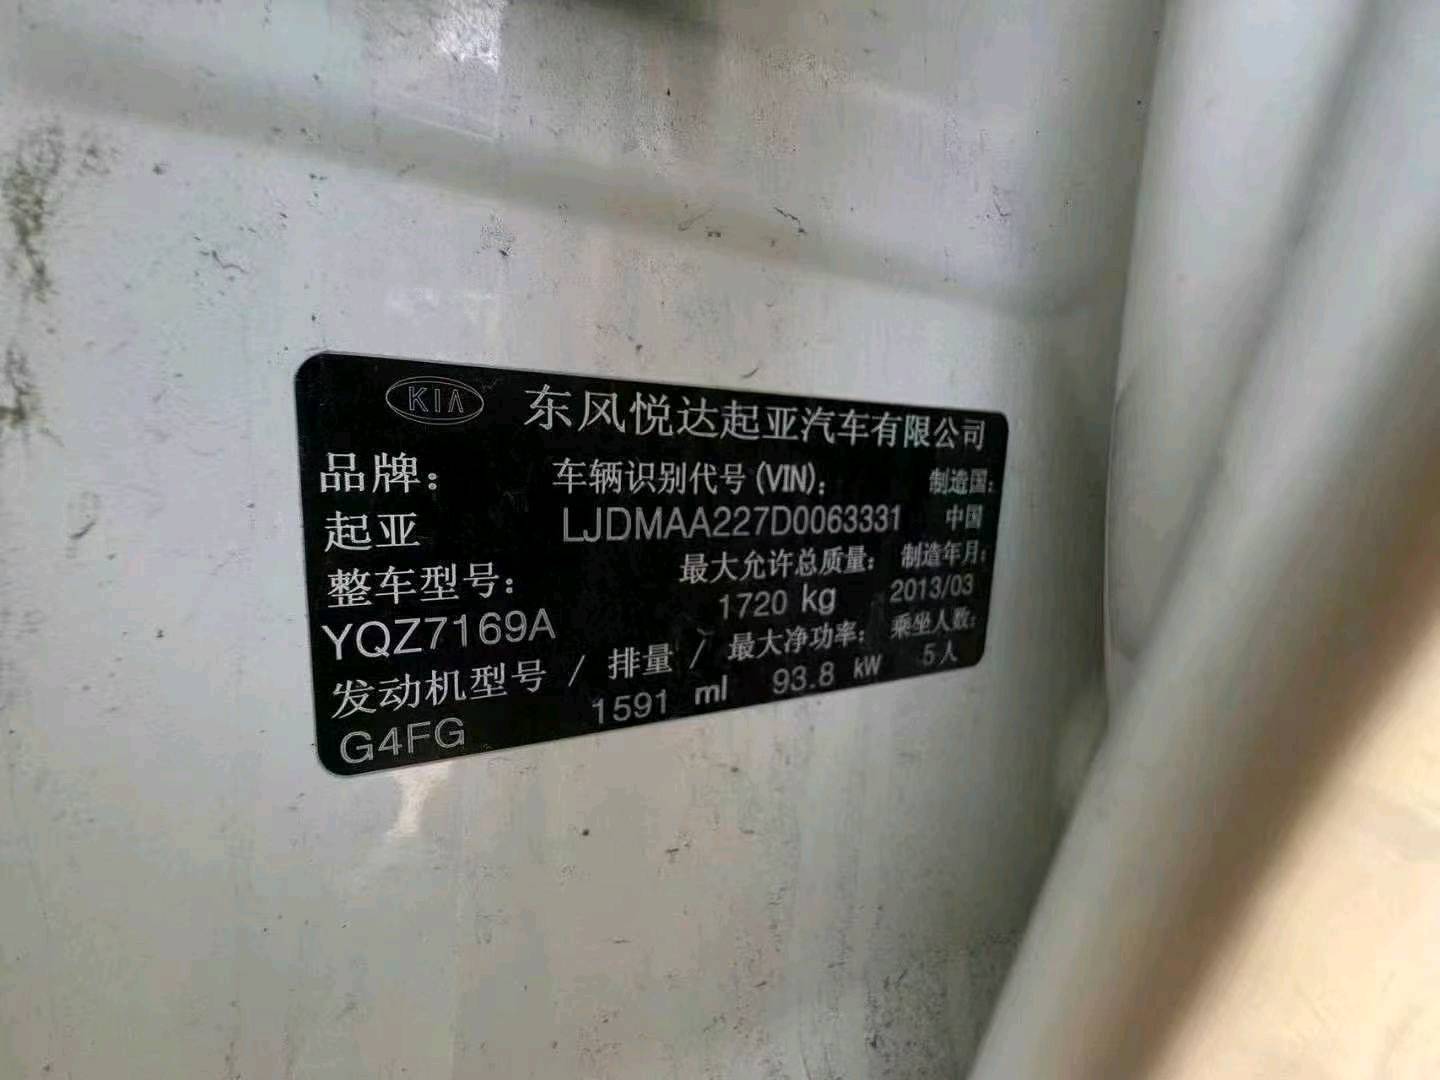 KIA 东风悦达起亚汽车有限公司
品牌： 车辆识别代号(VIN)： 制造国：
起亚 LJDMAA227D0063331 中国
整车型号： 最大允许总质量： 制造年月：
YQZ7169A 1720 kg 2013/03
发动机型号 / 排量 / 最大净功率： 乘坐人数：
G4FG 1591 ml 93.8 kW 5人